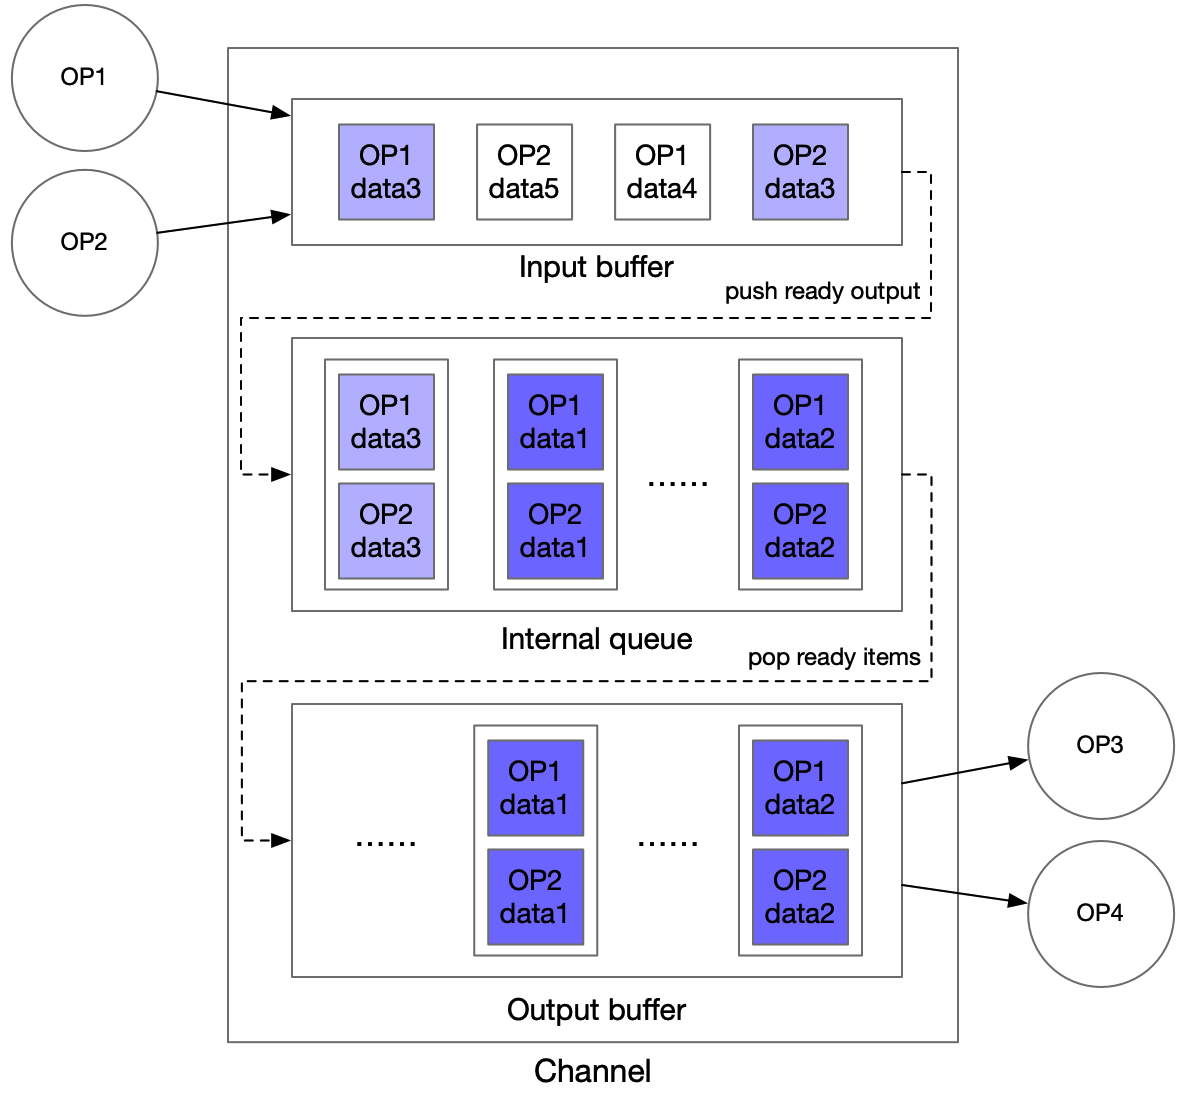 OP1
OP2
OP1
data3
OP2
data5
OP1
data4
OP2
data3
Input buffer
push ready output
OP1
data3
OP2
data3
OP1
data1
OP2
data1
......
OP1
data2
OP2
data2
Internal queue
pop ready items
......
OP1
data1
OP2
data1
......
OP1
data2
OP2
data2
OP3
OP4
Output buffer
Channel